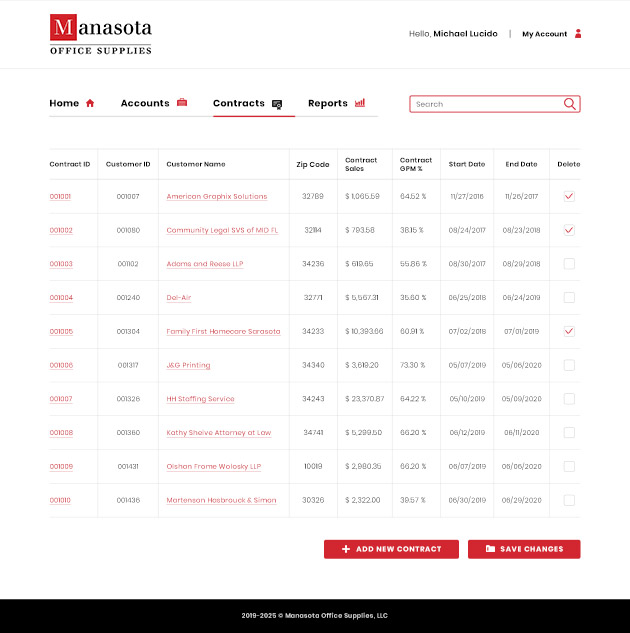 Manasota
OFFICE SUPPLIES
Hello, Michael Lucido | My Account
Home Accounts Contracts Reports Search
Contract ID Customer ID Customer Name Zip Code Contract Sales Contract GPM % Start Date End Date Delete
001001 001007 American Graphix Solutions 32789 $ 1,065.59 64.52 % 11/27/2016 11/26/2017
001002 001080 Community Legal SVS of MID FL 32114 $ 793.58 38.15 % 08/24/2017 08/23/2018
001003 001102 Adams and Reese LLP 34236 $ 619.65 55.86 % 08/30/2017 08/29/2018
001004 001240 Del-Air 32771 $ 5,567.31 35.60 % 06/25/2018 06/24/2019
001005 001304 Family First Homecare Sarasota 34233 $ 10,393.66 60.91 % 07/02/2018 07/01/2019
001006 001317 J&G Printing 34340 $ 3,619.20 73.30 % 05/07/2019 05/06/2020
001007 001326 HH Staffing Service 34243 $ 23,370.87 64.22 % 05/10/2019 05/09/2020
001008 001360 Kathy Sheive Attorney at Law 34741 $ 5,299.50 66.20 % 06/12/2019 06/11/2020
001009 001431 Olshan Frome Wolosky LLP 10019 $ 2,980.35 66.20 % 06/07/2019 06/06/2020
001010 001436 Martenson Hasbrouck & Simon 30326 $ 2,322.00 39.57 % 06/30/2019 06/29/2020
ADD NEW CONTRACT SAVE CHANGES
2019-2025 © Manasota Office Supplies, LLC